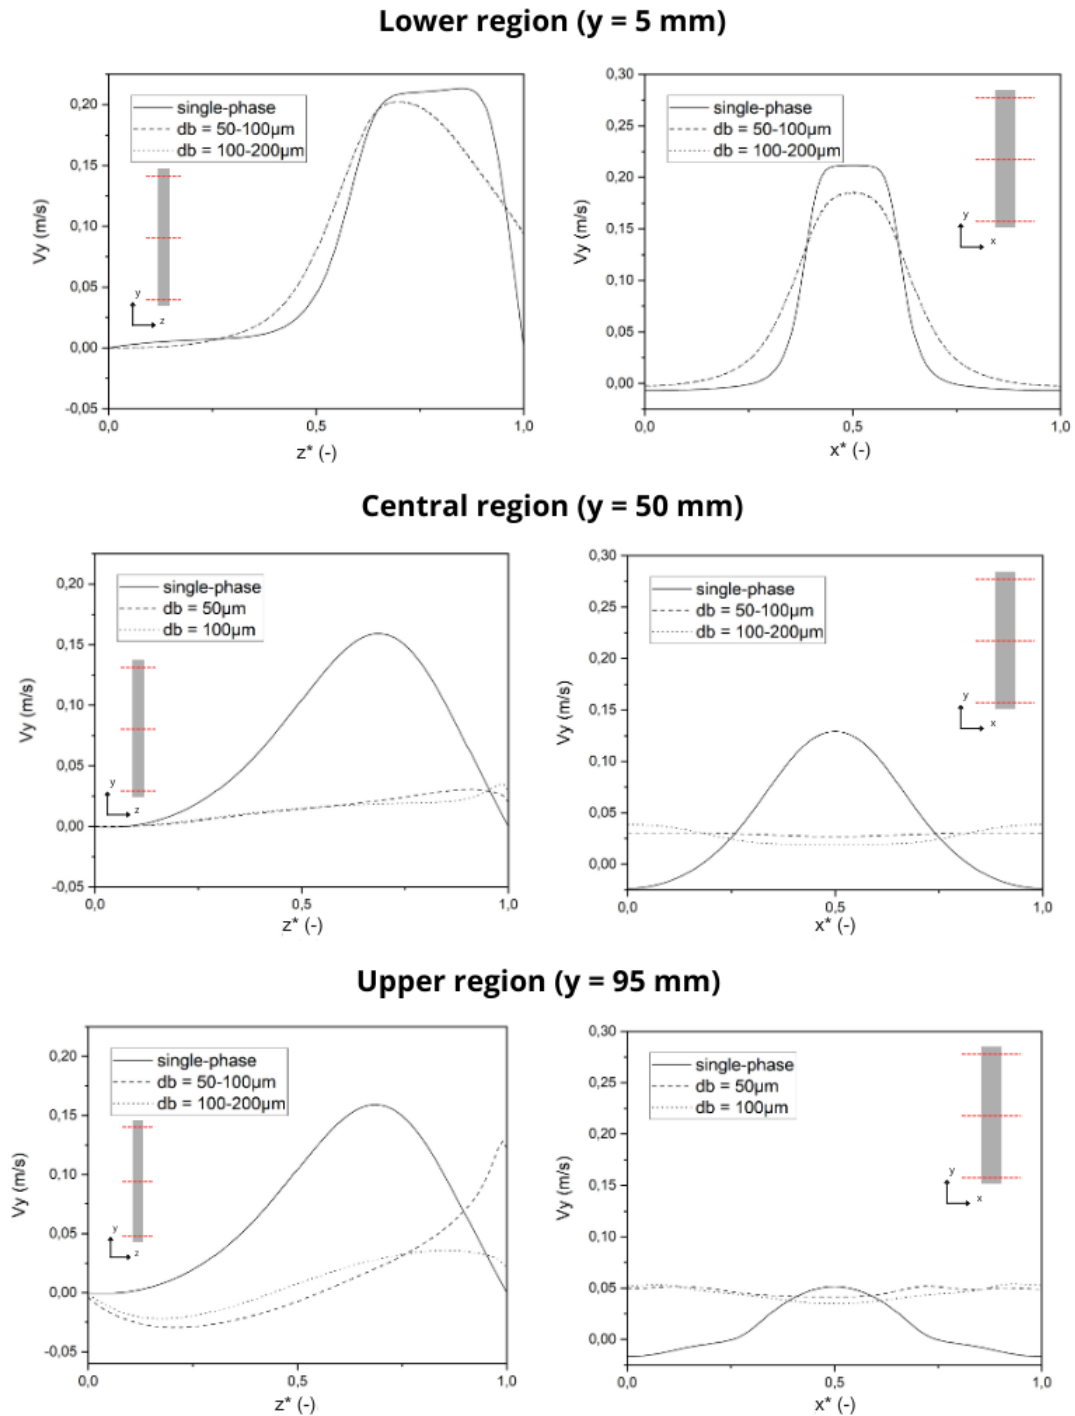 Lower region (y = 5 mm)
single-phase
db = 50-100µm
db = 100-200µm
0,20
0,15
0,10
0,05
0,00
-0,05
Vy (m/s)
y
z
0,0
0,5
1,0
z* (-)
single-phase
db = 50-100µm
db = 100-200µm
0,30
0,25
0,20
0,15
0,10
0,05
0,00
Vy (m/s)
y
x
0,0
0,5
1,0
x* (-)
Central region (y = 50 mm)
single-phase
db = 50µm
db = 100µm
0,20
0,15
0,10
0,05
0,00
-0,05
Vy (m/s)
y
z
0,0
0,5
1,0
z* (-)
single-phase
db = 50-100µm
db = 100-200µm
0,30
0,25
0,20
0,15
0,10
0,05
0,00
Vy (m/s)
y
x
0,0
0,5
1,0
x* (-)
Upper region (y = 95 mm)
single-phase
db = 50-100µm
db = 100-200µm
0,20
0,15
0,10
0,05
0,00
-0,05
Vy (m/s)
y
z
0,0
0,5
1,0
z* (-)
single-phase
db = 50µm
db = 100µm
0,30
0,25
0,20
0,15
0,10
0,05
0,00
Vy (m/s)
y
x
0,0
0,5
1,0
x* (-)